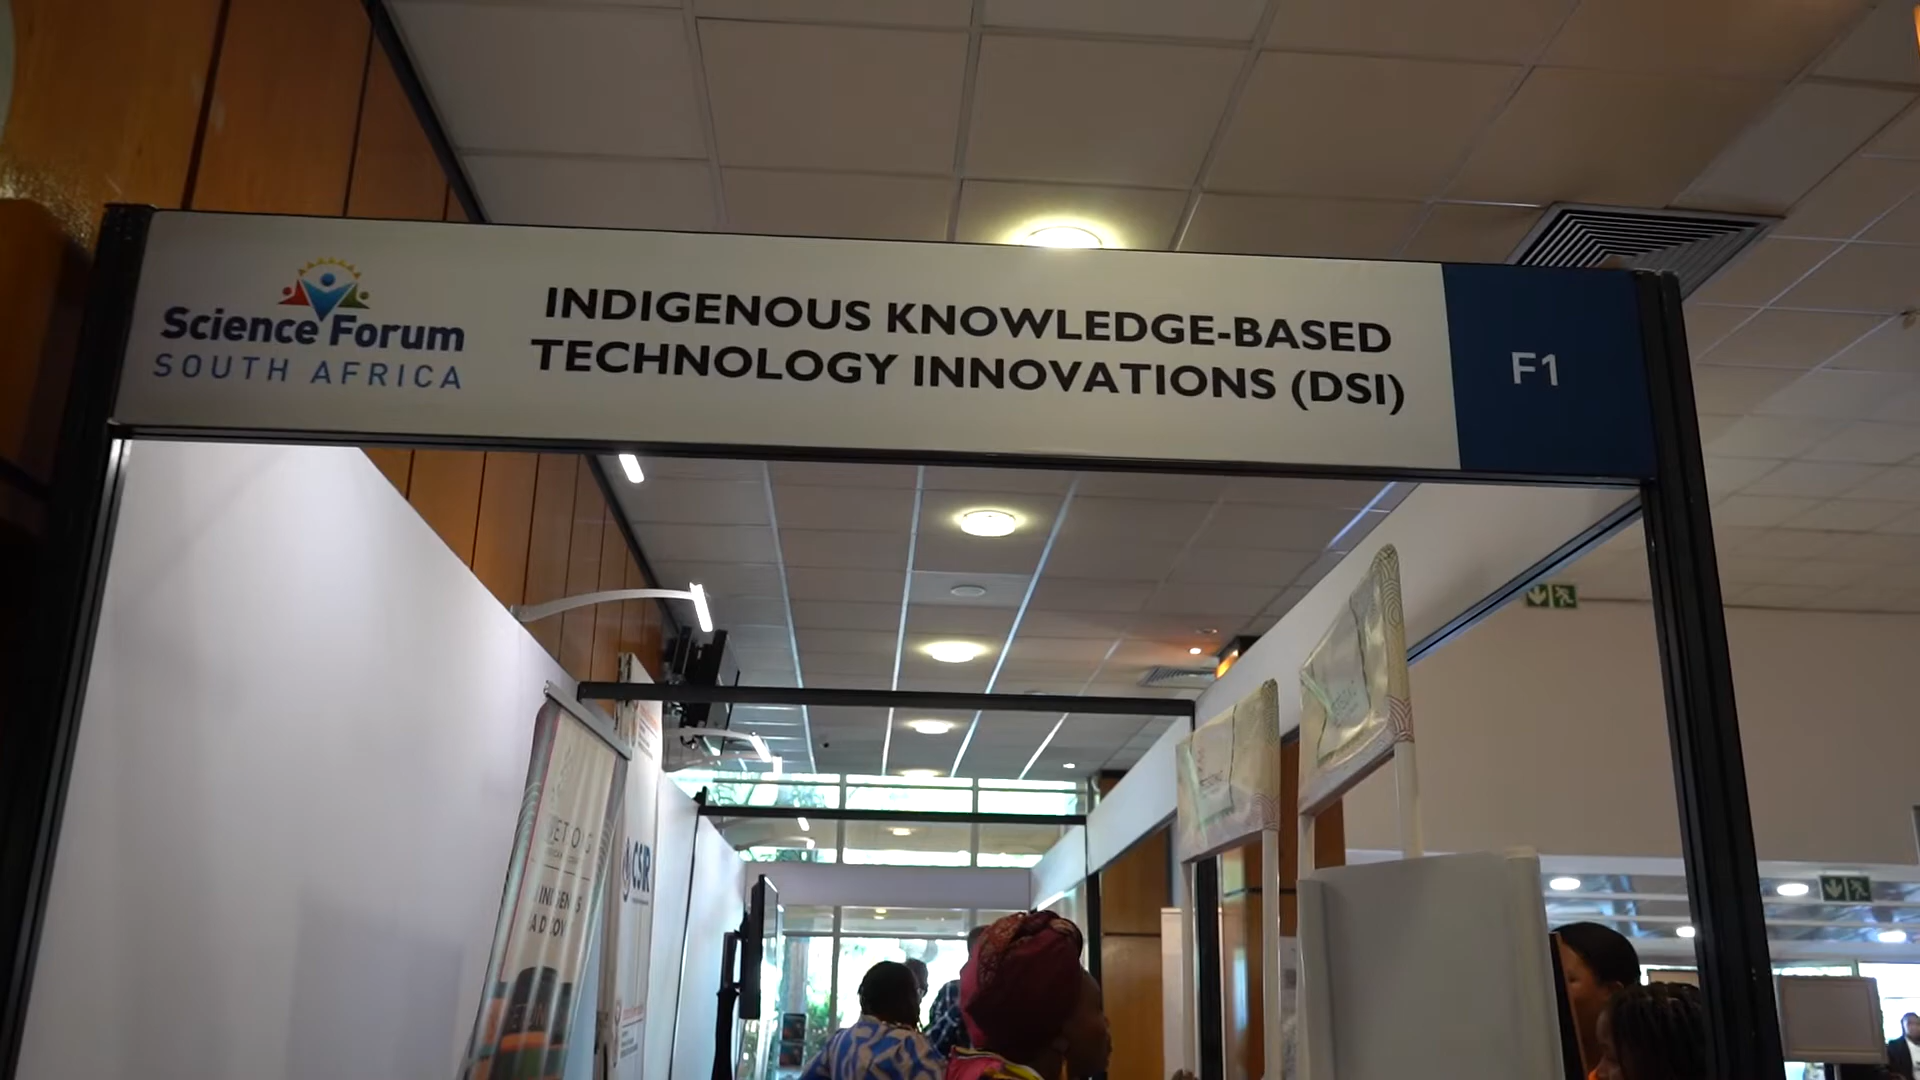 Science Forum
SOUTH AFRICA
INDIGENOUS KNOWLEDGE-BASED
TECHNOLOGY INNOVATIONS (DSI)
F1
CSIR